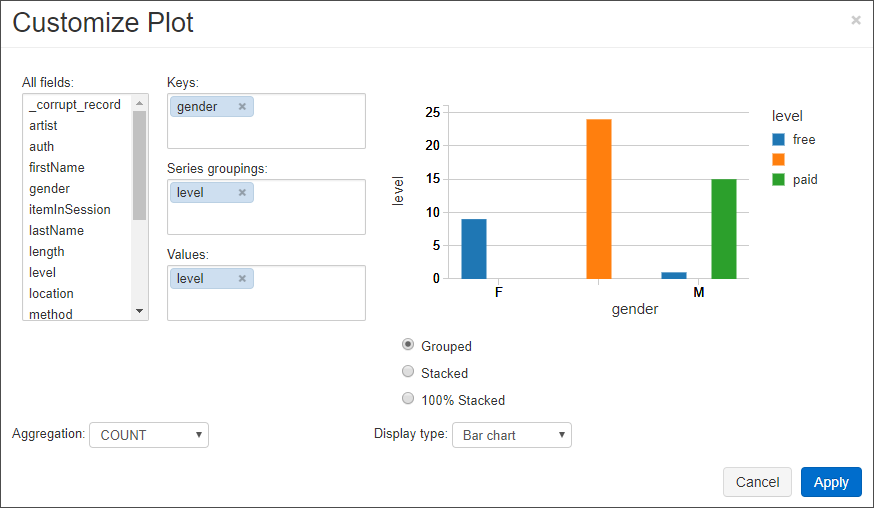 Customize Plot
×
All fields:
_corrupt_record
artist
auth
firstName
gender
itemInSession
lastName
length
level
location
method
Keys:
gender ×
Series groupings:
level ×
Values:
level ×
level
25
20
15
10
5
0
F
M
gender
level
free
paid
Grouped
Stacked
100% Stacked
Aggregation: COUNT
Display type: Bar chart
Cancel
Apply